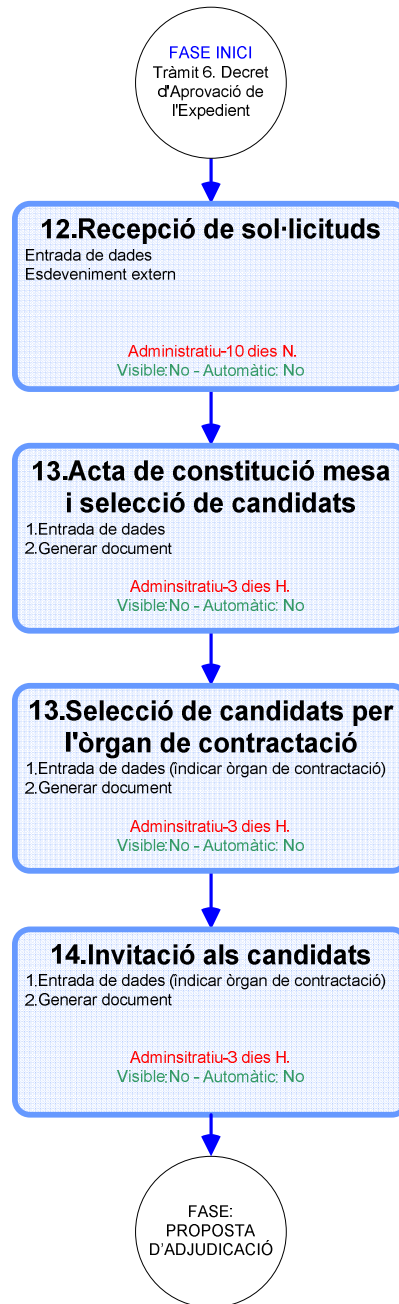 FASE INICI
Tràmit 6. Decret
d'Aprovació de
l'Expedient
12.Recepció de sol·licituds
Entrada de dades
Esdeveniment extern
Administratiu-10 dies N.
Visible:No - Automàtic: No
13.Acta de constitució mesa
i selecció de candidats
1.Entrada de dades
2.Generar document
Adminsitratiu-3 dies H.
Visible:No - Automàtic: No
13.Selecció de candidats per
l'òrgan de contractació
1.Entrada de dades (indicar òrgan de contractació)
2.Generar document
Adminsitratiu-3 dies H.
Visible:No - Automàtic: No
14.Invitació als candidats
1.Entrada de dades (indicar òrgan de contractació)
2.Generar document
Adminsitratiu-3 dies H.
Visible:No - Automàtic: No
FASE:
PROPOSTA
D'ADJUDICACIÓ